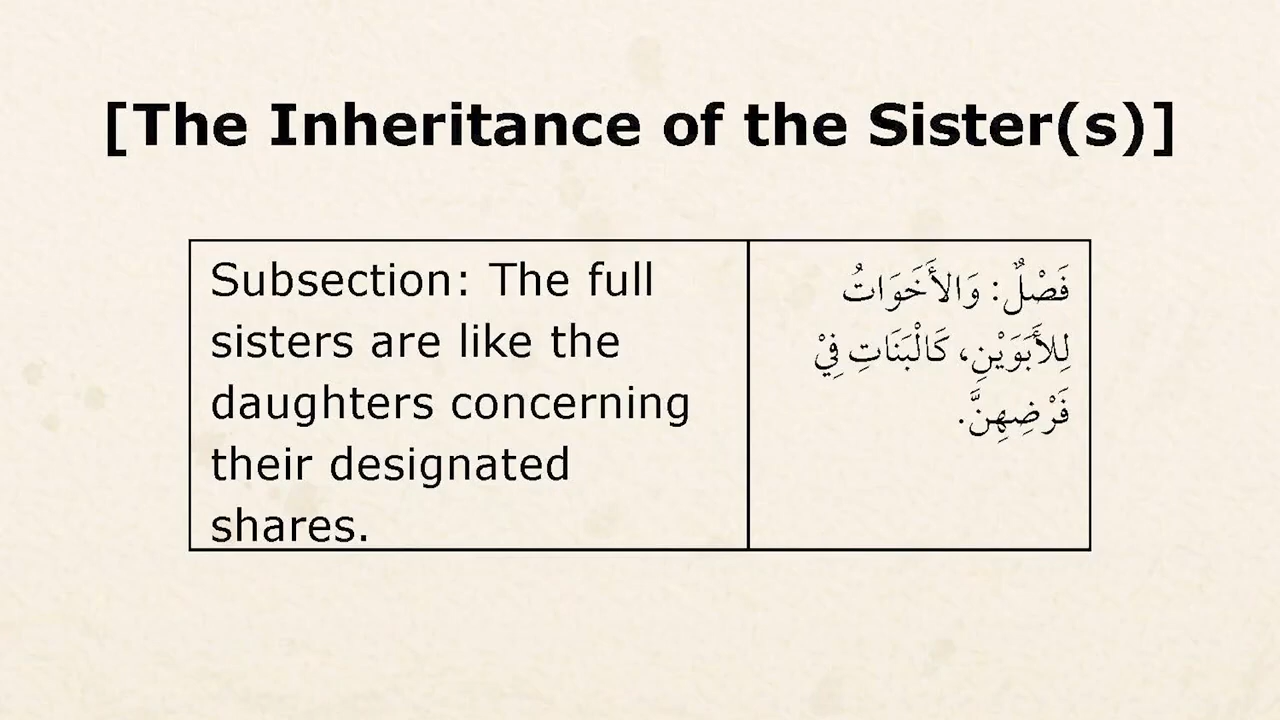 [The Inheritance of the Sister(s)]
Subsection: The full
sisters are like the
daughters concerning
their designated
shares.
فَصْلٌ: وَالأَخَوَاتُ
لِلأَبَوَيْنِ، كَالْبَنَاتِ فِيْ
فَرْضِهِنَّ.